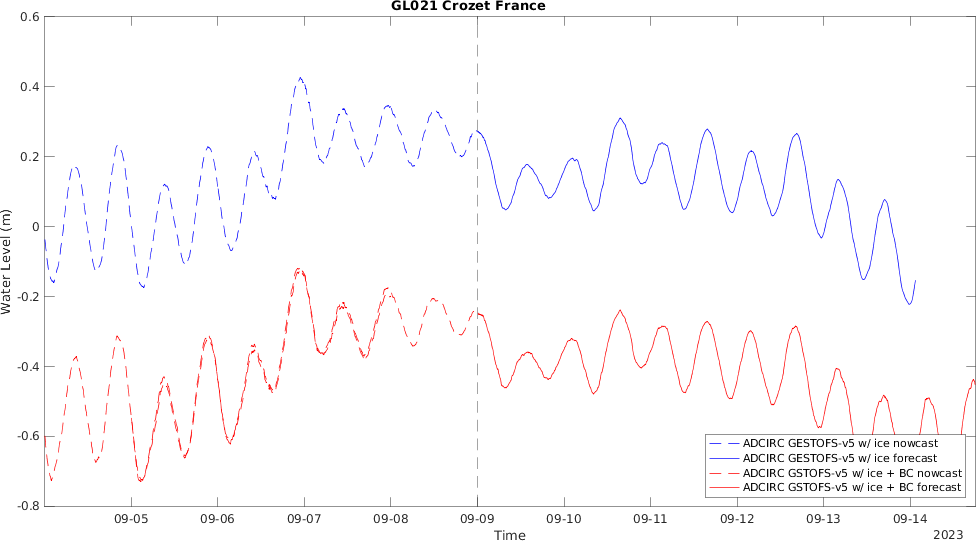 GL021 Crozet France
0.6
0.4
0.2
0
-0.2
-0.4
-0.6
-0.8
Water Level (m)
ADCIRC GESTOFS-v5 w/ ice nowcast
ADCIRC GESTOFS-v5 w/ ice forecast
ADCIRC GSTOFS-v5 w/ ice + BC nowcast
ADCIRC GSTOFS-v5 w/ ice + BC forecast
09-05 09-06 09-07 09-08 09-09 09-10 09-11 09-12 09-13 09-14
Time
2023